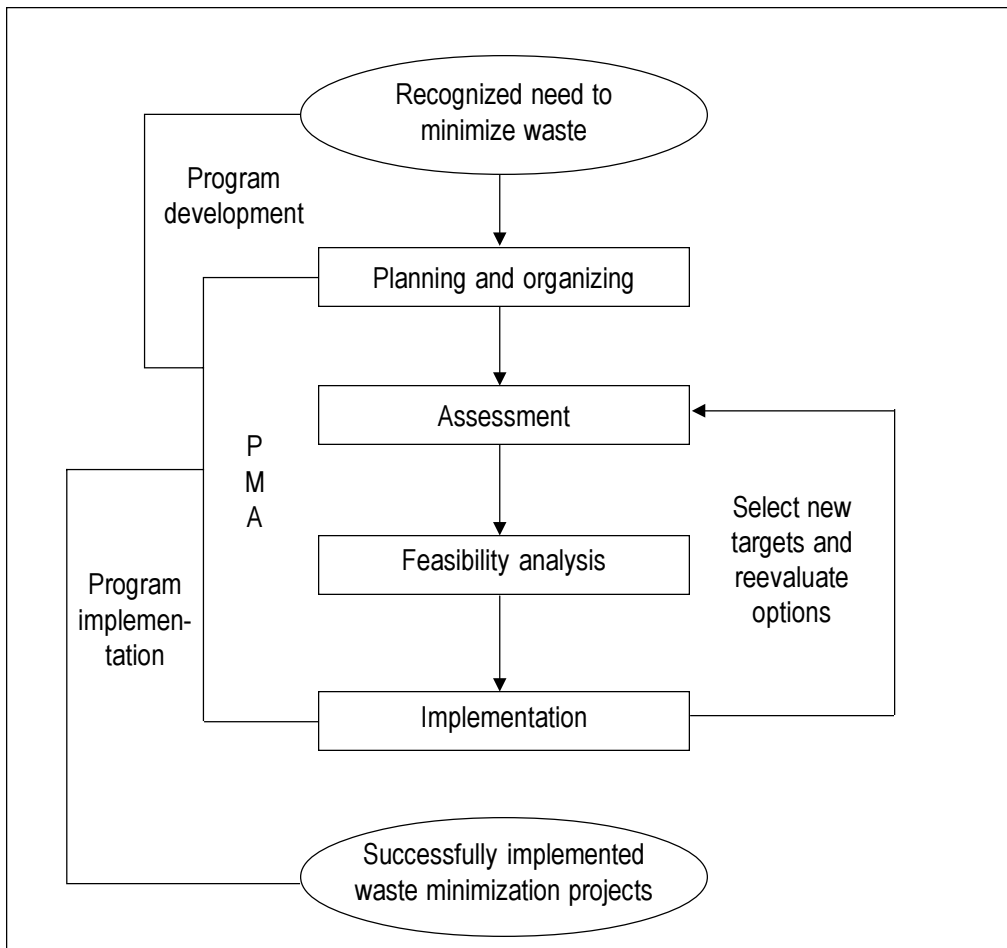 Recognized need to
minimize waste
Program
development
Planning and organizing
Assessment
P
M
A
Select new
targets and
reevaluate
options
Feasibility analysis
Program
implemen-
tation
Implementation
Successfully implemented
waste minimization projects